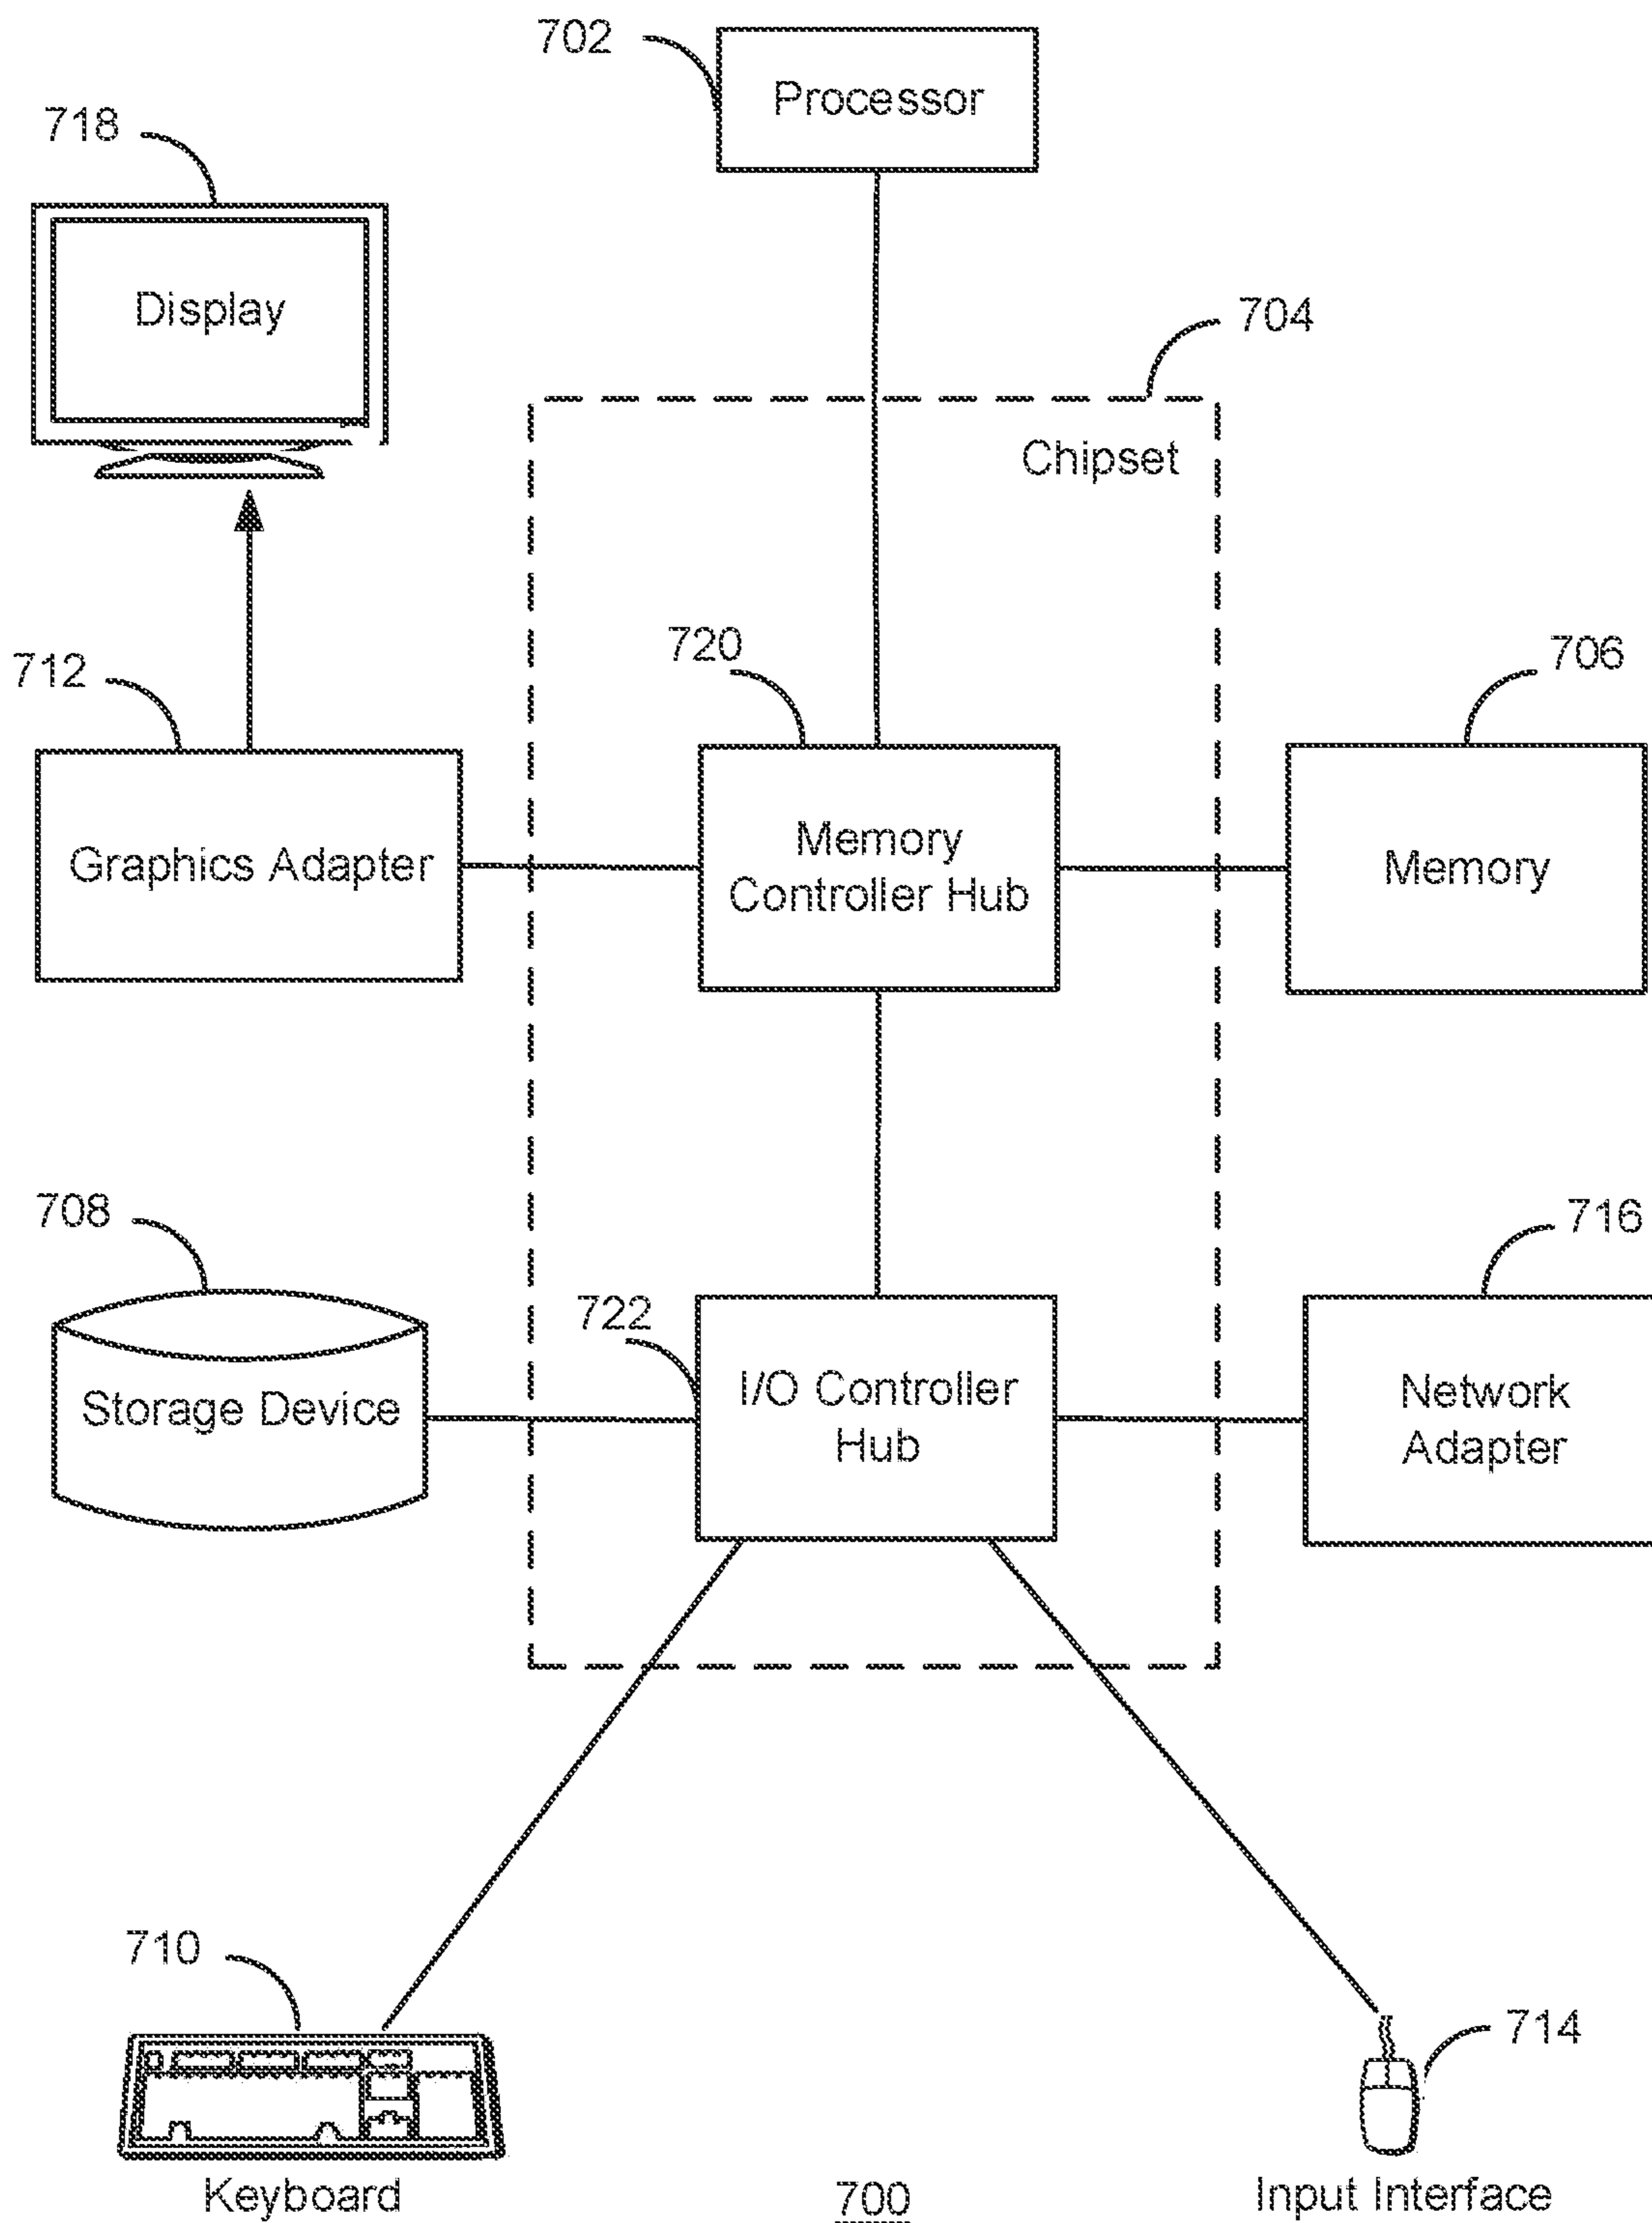 702
Processor
718
Display
704
Chipset
720
706
712
Memory
Controller Hub
Graphics Adapter
Memory
708
716
722
I/O Controller
Hub
Storage Device
Network
Adapter
710
714
Keyboard
700
Input Interface